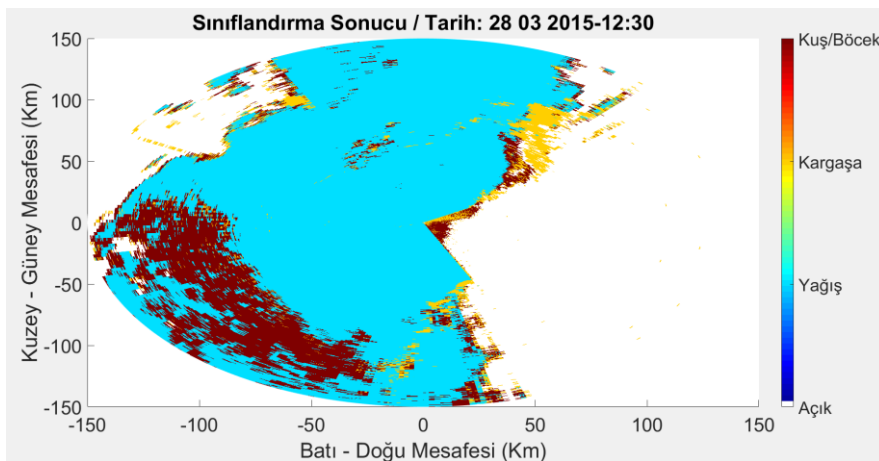 Sınıflandırma Sonucu / Tarih: 28 03 2015-12:30
Kuzey - Güney Mesafesi (Km)
150
100
50
0
-50
-100
-150
-150
-100
-50
0
50
100
150
Batı - Doğu Mesafesi (Km)
Kuş/Böcek
Kargaşa
Yağış
Açık